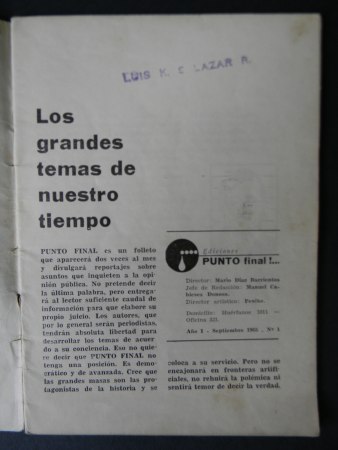 LUIS K. S LAZAR R.
Los
grandes
temas de
nuestro
tiempo
PUNTO FINAL es un folleto
que aparecerá dos veces al mes
y divulgará reportajes sobre
asuntos que inquieten a la opi-
nión pública. No pretende decir
la última palabra, pero entrega-
rá al lector suficiente caudal de
información para que elabore su
propio juicio. Los autores, que
por lo general serán periodistas,
tendrán absoluta libertad para
desarrollar los temas de acuer-
do a su conciencia. Eso no quie-
re decir que PUNTO FINAL no
tenga una posición. Es demo-
crático y de avanzada. Cree que
las grandes masas son las pro-
tagonistas de la historia y se
Ediciones
PUNTO final !...
Director: Mario Díaz Barrientos
Jefe de Redacción: Manuel Ca-
bieses Donoso.
Director artístico:
Domicilio: Huérfanos 1011 -
Oficina
Año 1 - Septiembre 1965 Nº 1
coloca a su servicio. Pero no se
encajonará en fronteras artifi-
ciales, no rehuirá la polémica ni
sentirá temor de decir la verdad.